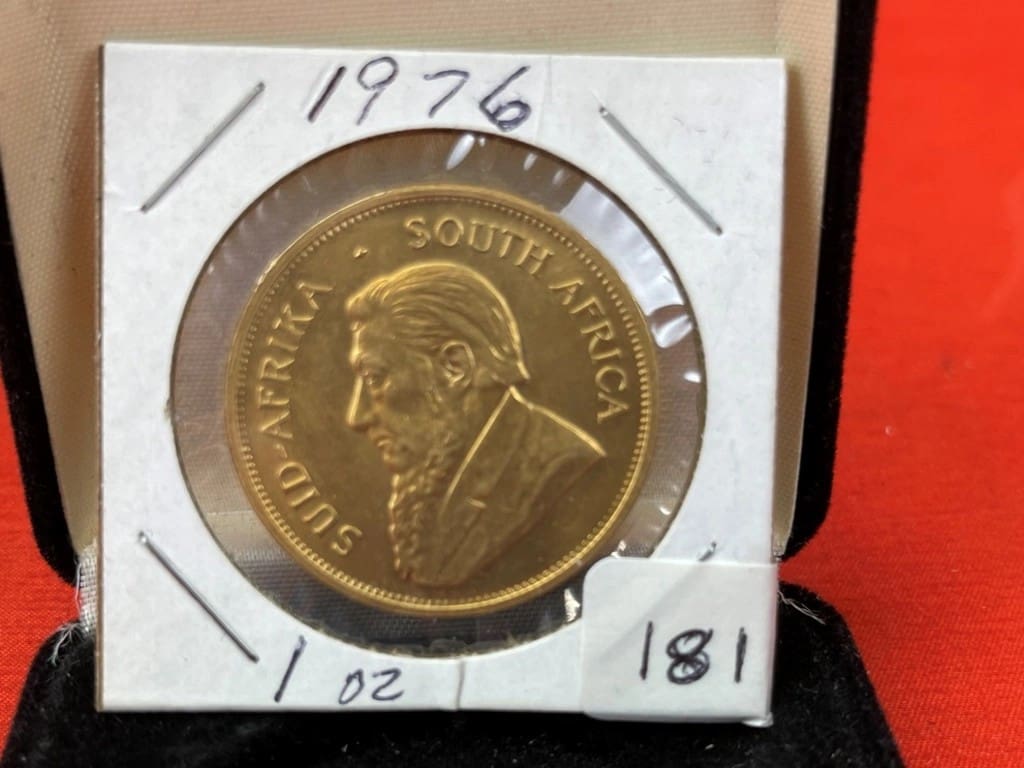 1976
SUID-AFRIKA · SOUTH AFRICA
1 oz
181